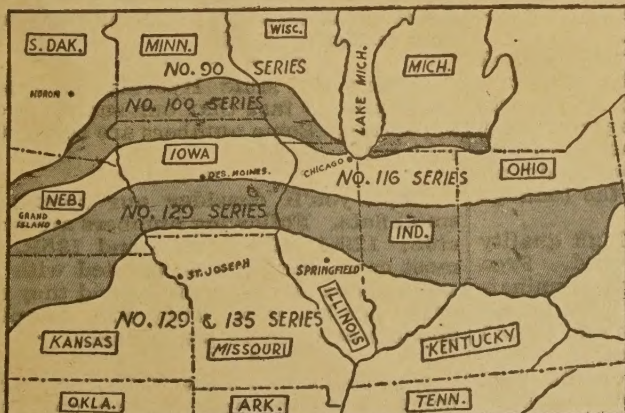 S. DAK.
MINN.
WISC.
LAKE MICH.
MICH.
NO. 90 SERIES
HURON
NO. 100 SERIES
IOWA
CHICAGO
OHIO
DES. MOINES.
NO. 116 SERIES
NEB.
GRAND
ISLAND
NO. 129 SERIES
IND.
ST. JOSEPH
SPRINGFIELD
ILLINOIS
NO. 129 & 135 SERIES
KANSAS
MISSOURI
KENTUCKY
OKLA.
ARK.
TENN.